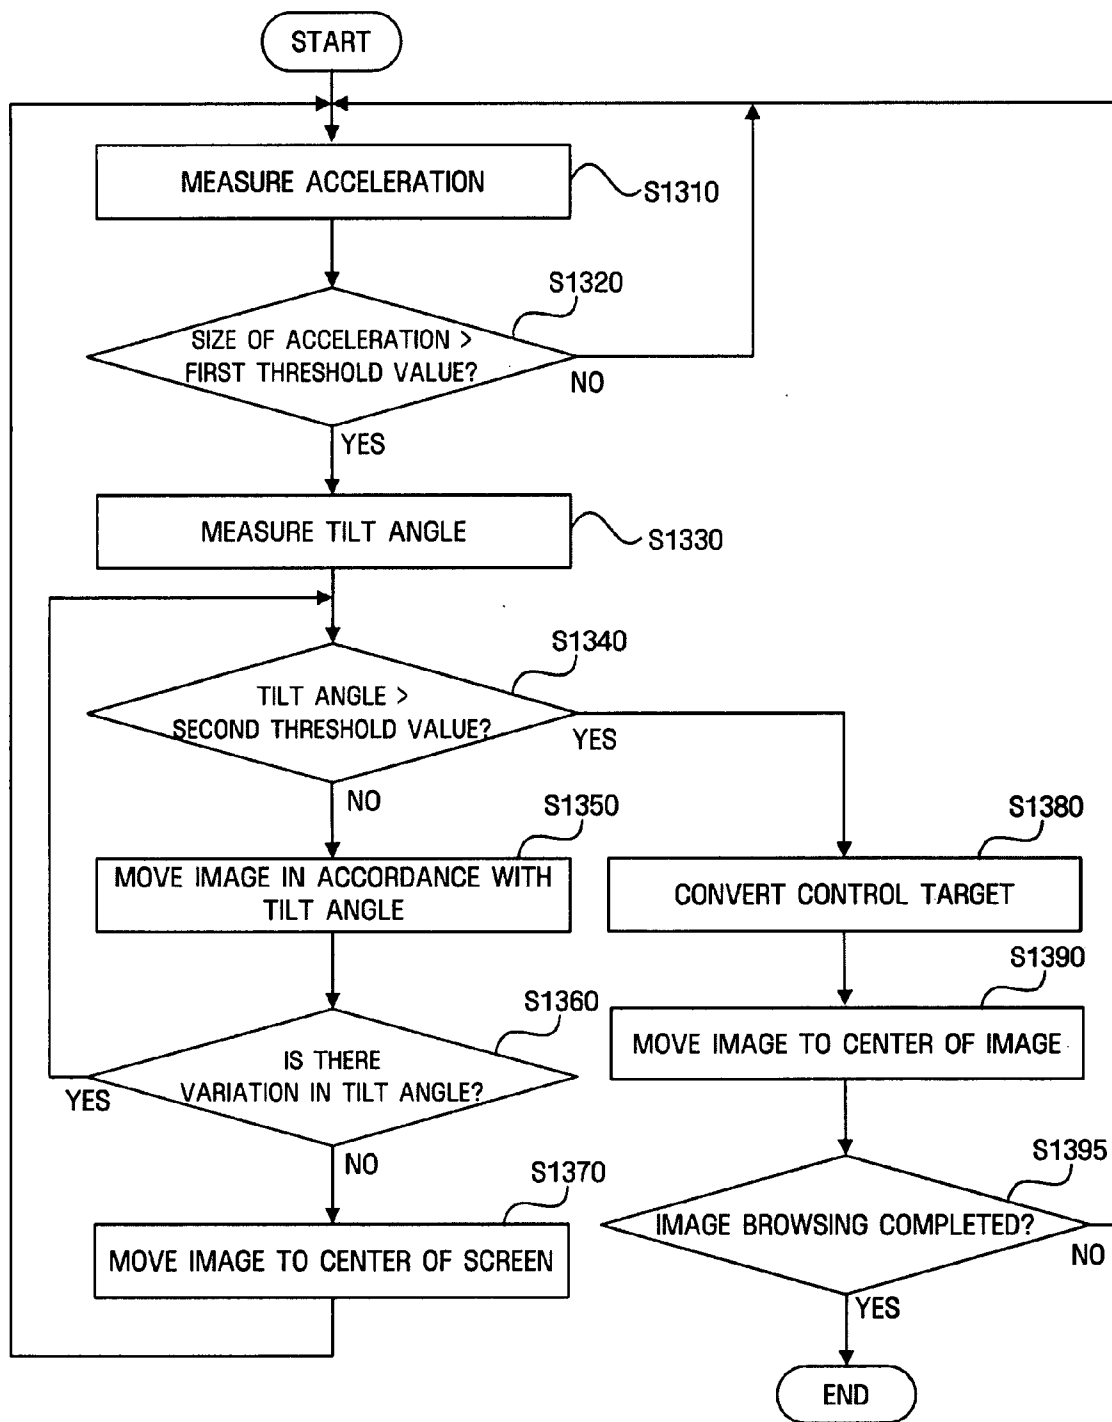 START
MEASURE ACCELERATION
S1310
S1320
SIZE OF ACCELERATION >
FIRST THRESHOLD VALUE?
NO
YES
MEASURE TILT ANGLE
S1330
S1340
TILT ANGLE >
SECOND THRESHOLD VALUE?
YES
NO
S1350
MOVE IMAGE IN ACCORDANCE WITH
TILT ANGLE
S1360
IS THERE
VARIATION IN TILT ANGLE?
YES
NO
S1370
MOVE IMAGE TO CENTER OF SCREEN
S1380
CONVERT CONTROL TARGET
S1390
MOVE IMAGE TO CENTER OF IMAGE
S1395
IMAGE BROWSING COMPLETED?
NO
YES
END